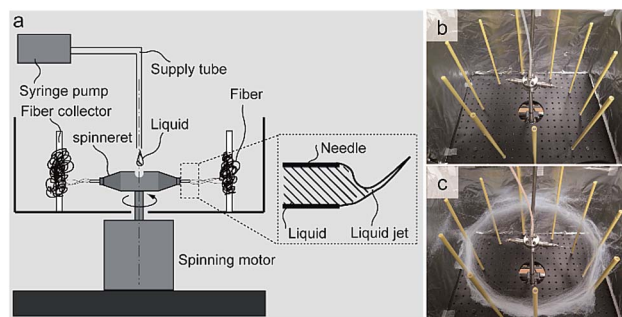 a
Supply tube
Syringe pump
Fiber collector
Liquid
Fiber
spinneret
Needle
Liquid
Liquid jet
Spinning motor
b
c